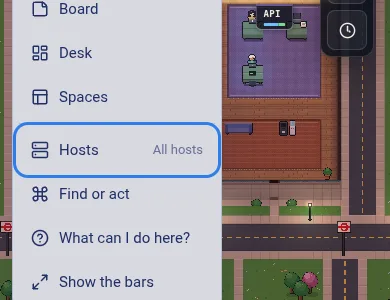 Board
API
Desk
Spaces
Hosts All hosts
Find or act
What can I do here?
Show the bars